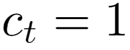 c_t = 1